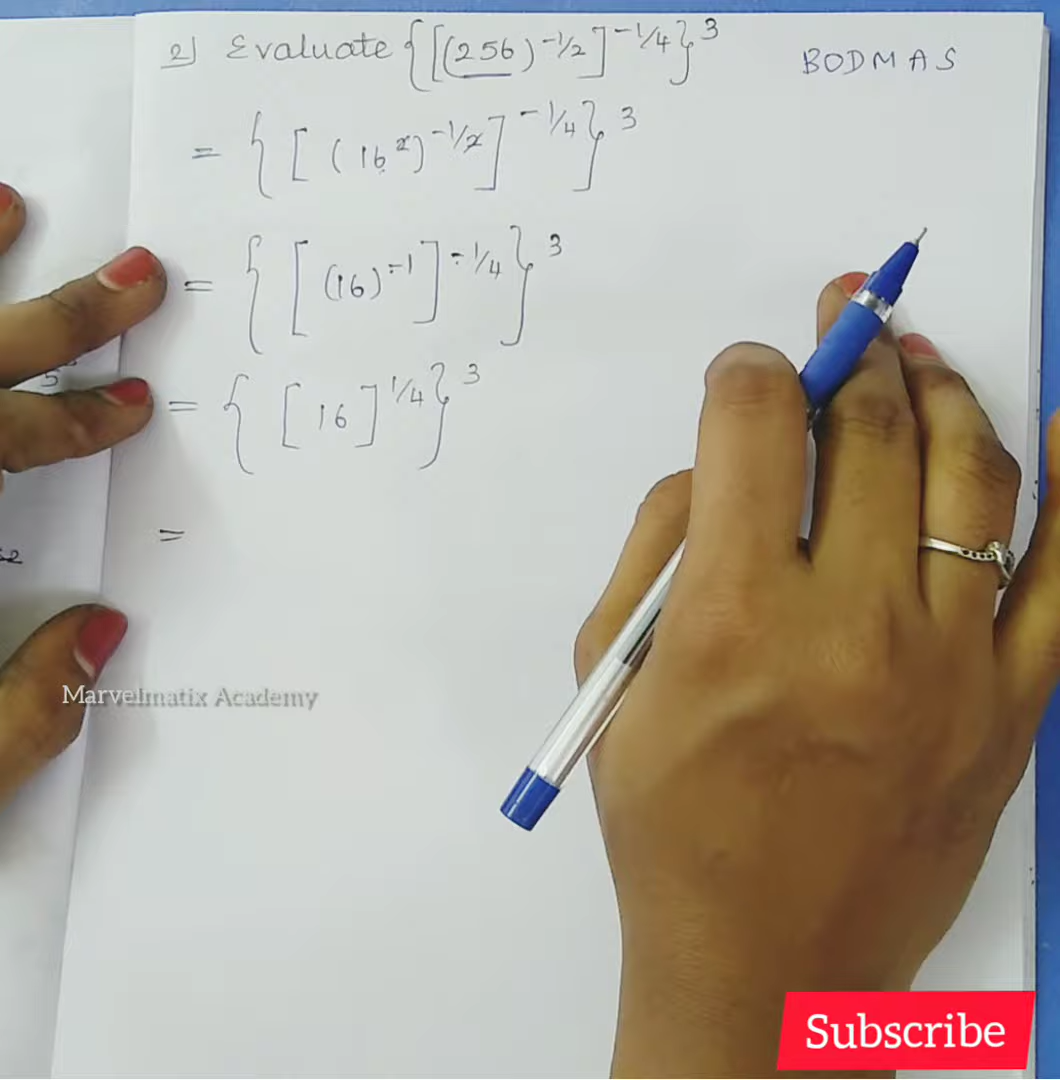 2) Evaluate {[(256)^-1/2]^-1/4}^3
BODMAS
= {[(16^2)^-1/2]^-1/4}^3
= {[(16)^-1]^-1/4}^3
= {[16]^1/4}^3
5
=
Marvelmatix Academy
Subscribe